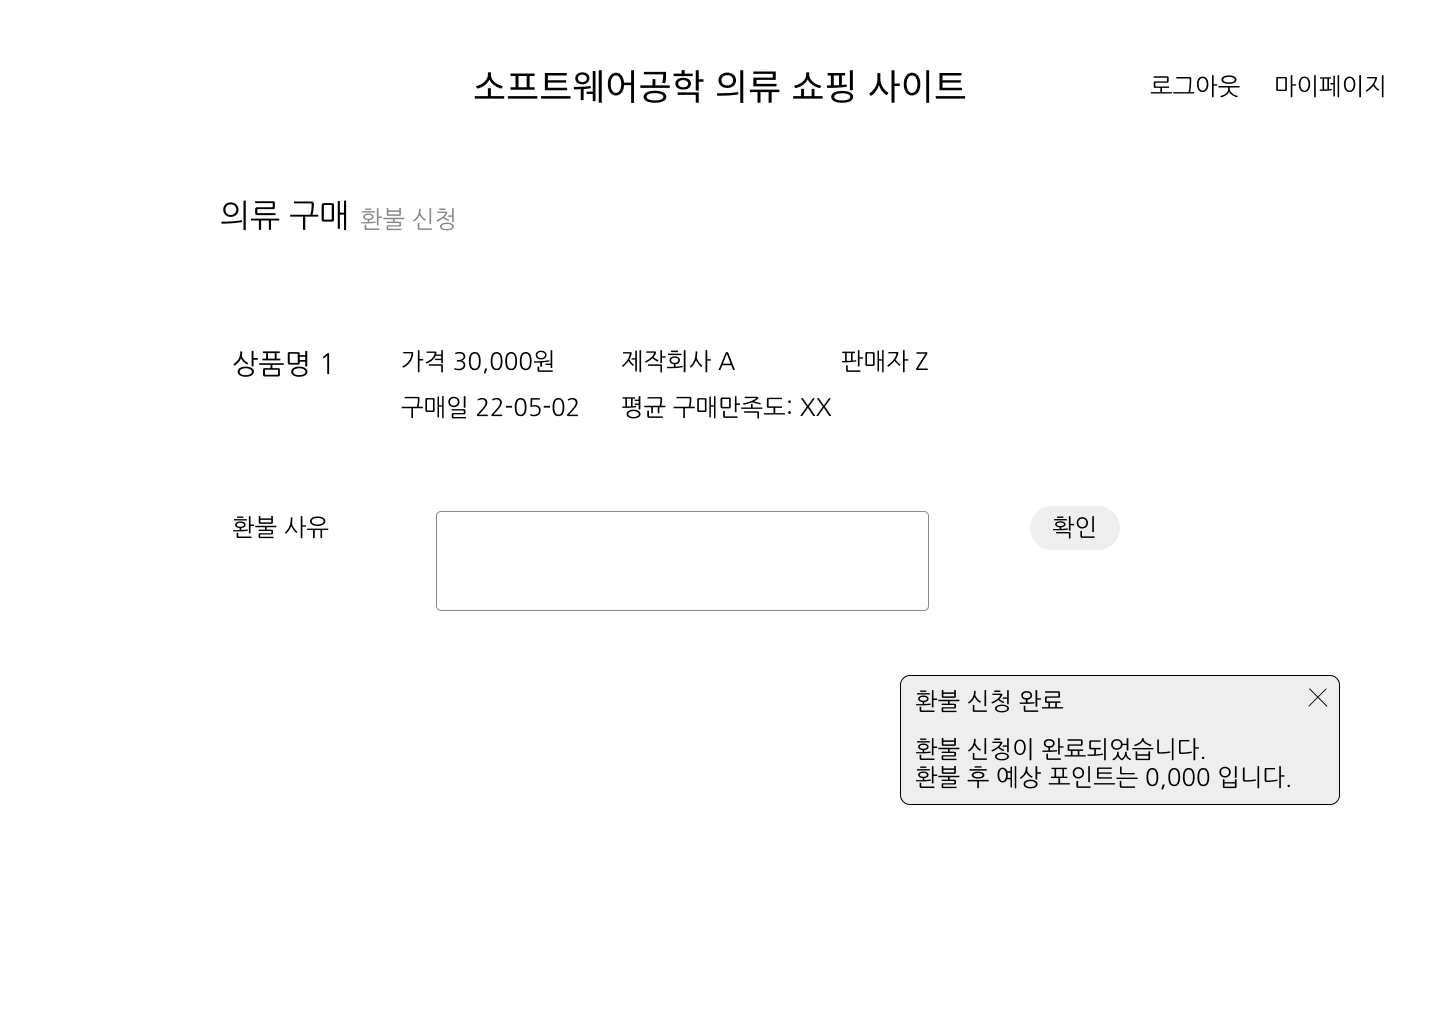 소프트웨어공학 의류 쇼핑 사이트
로그아웃 마이페이지
의류 구매 환불 신청
상품명 1 가격 30,000원 제작회사 A 판매자 Z
구매일 22-05-02 평균 구매만족도: XX
환불 사유
확인
환불 신청 완료
환불 신청이 완료되었습니다.
환불 후 예상 포인트는 0,000 입니다.